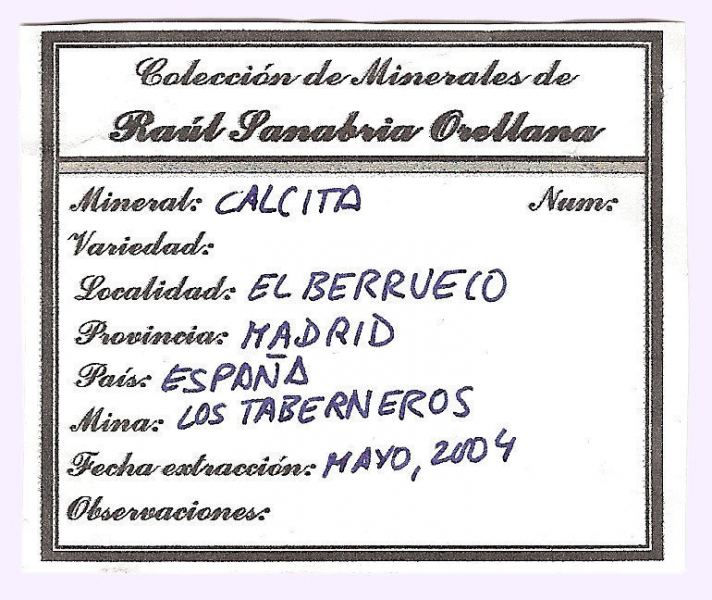 Colección de Minerales de
Raúl Sanabria Orellana
Mineral: CALCITA Num:
Variedad:
Localidad: EL BERRUECO
Provincia: MADRID
País: ESPAÑA
Mina: LOS TABERNEROS
Fecha extracción: MAYO, 2004
Observaciones: